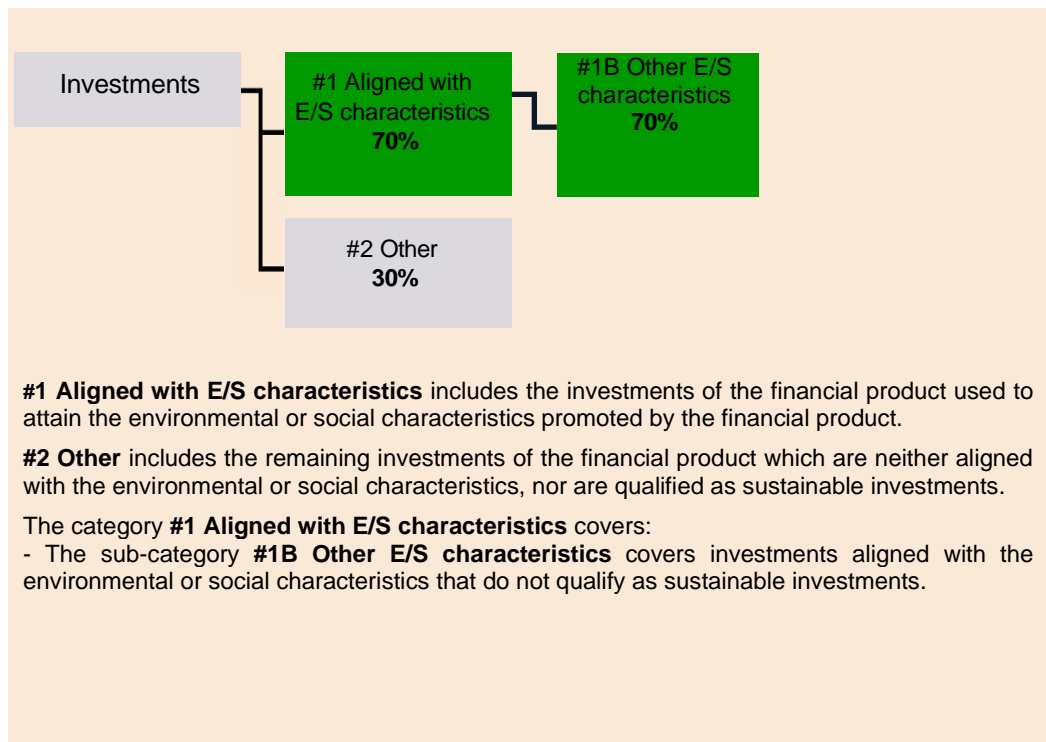 Investments
#1 Aligned with
E/S characteristics
70%
#1B Other E/S
characteristics
70%
#2 Other
30%
#1 Aligned with E/S characteristics includes the investments of the financial product used to
attain the environmental or social characteristics promoted by the financial product.
#2 Other includes the remaining investments of the financial product which are neither aligned
with the environmental or social characteristics, nor are qualified as sustainable investments.
The category #1 Aligned with E/S characteristics covers:
- The sub-category #1B Other E/S characteristics covers investments aligned with the
environmental or social characteristics that do not qualify as sustainable investments.